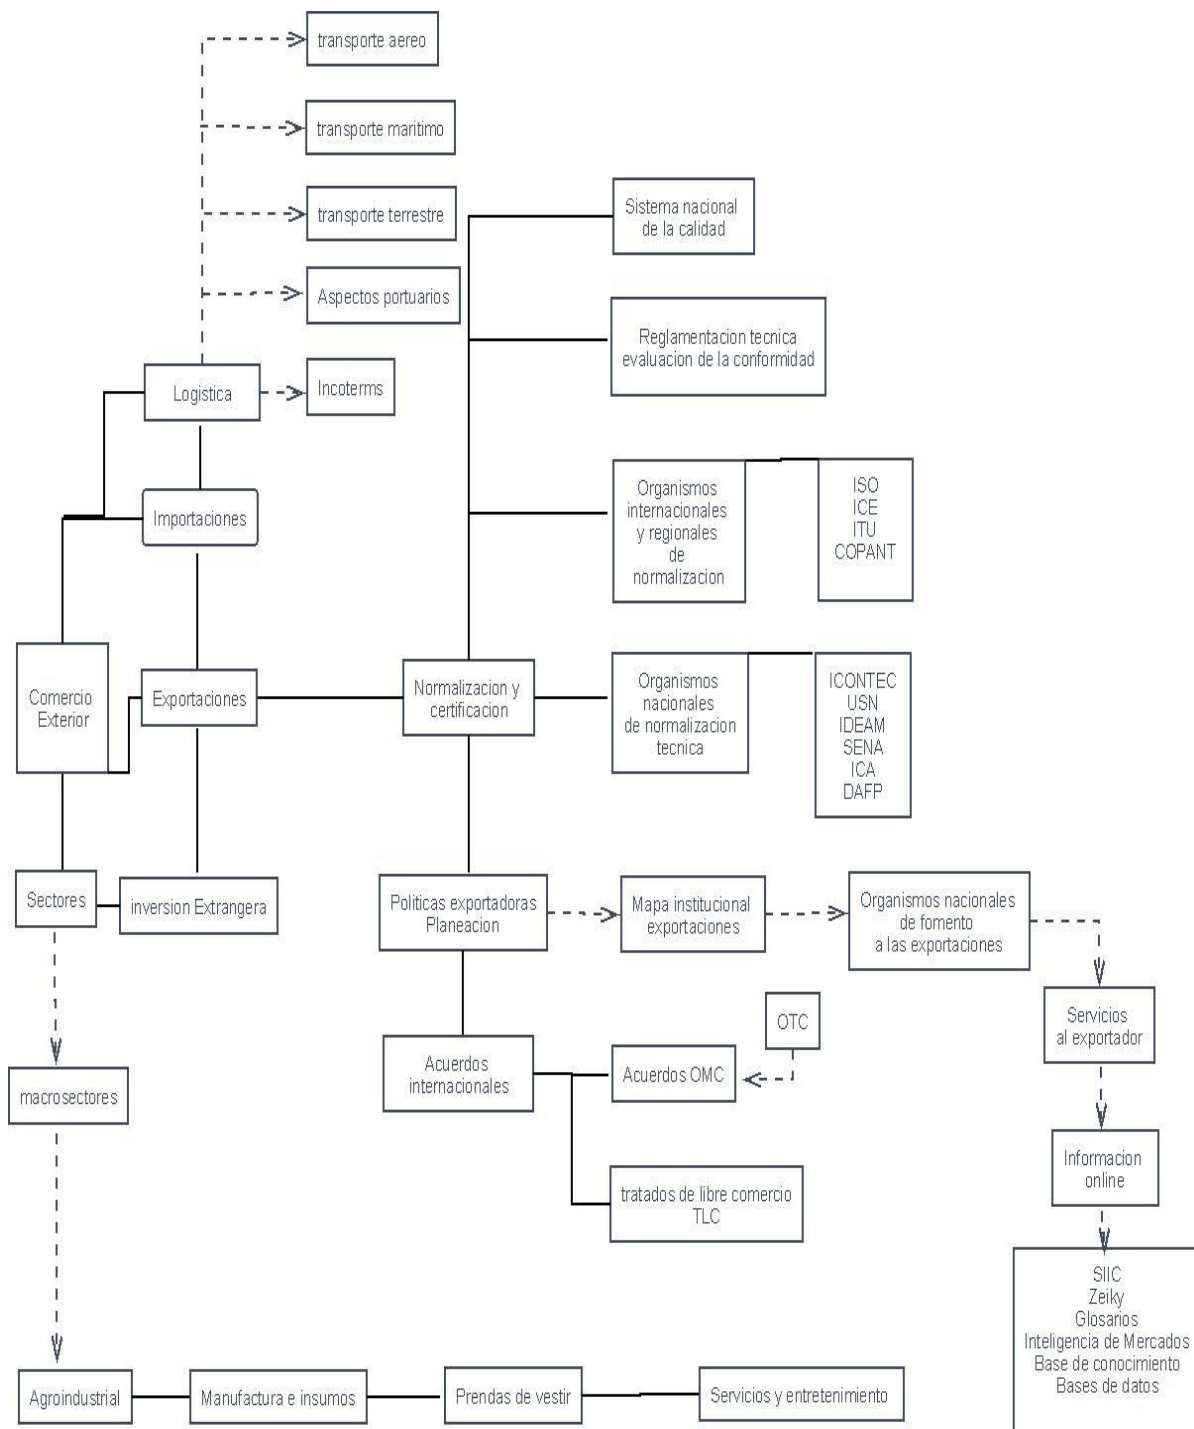 transporte aereo
transporte maritimo
transporte terrestre
Aspectos portuarios
Logistica
Incoterms
Importaciones
Comercio
Exterior
Exportaciones
Sectores
inversion Extrangera
macrosectores
Normalizacion y
certificacion
Sistema nacional
de la calidad
Reglamentacion tecnica
evaluacion de la conformidad
Organismos
internacionales
y regionales
de
normalizacion
ISO
ICE
ITU
COPANT
Organismos
nacionales
de normalizacion
tecnica
ICONTEC
USN
IDEAM
SENA
ICA
DAFP
Politicas exportadoras
Planeacion
Mapa institucional
exportaciones
Organismos nacionales
de fomento
a las exportaciones
Servicios
al exportador
OTC
Acuerdos
internacionales
Acuerdos OMC
tratados de libre comercio
TLC
Informacion
online
SIIC
Zeiky
Glosarios
Inteligencia de Mercados
Base de conocimiento
Bases de datos
Agroindustrial
Manufactura e insumos
Prendas de vestir
Servicios y entretenimiento